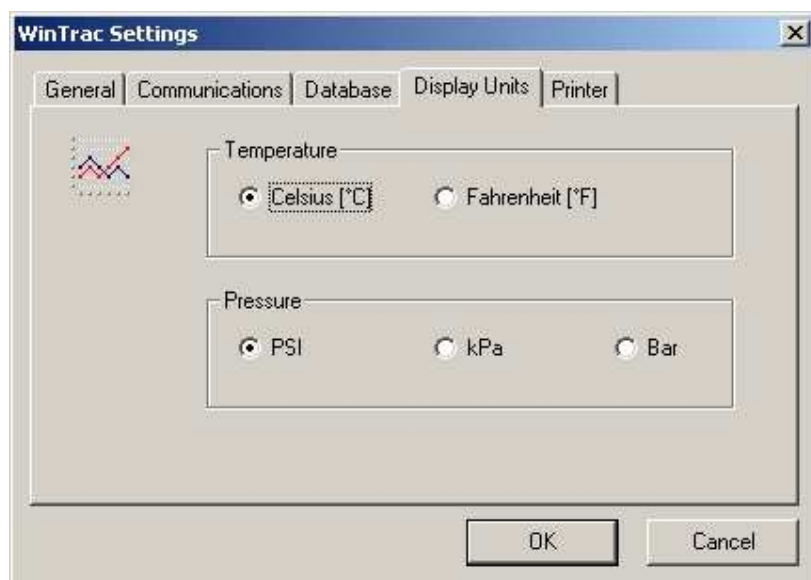 WinTrac Settings
General Communications Database Display Units Printer
Temperature
Celsius [°C] Fahrenheit [°F]
Pressure
PSI kPa Bar
OK Cancel